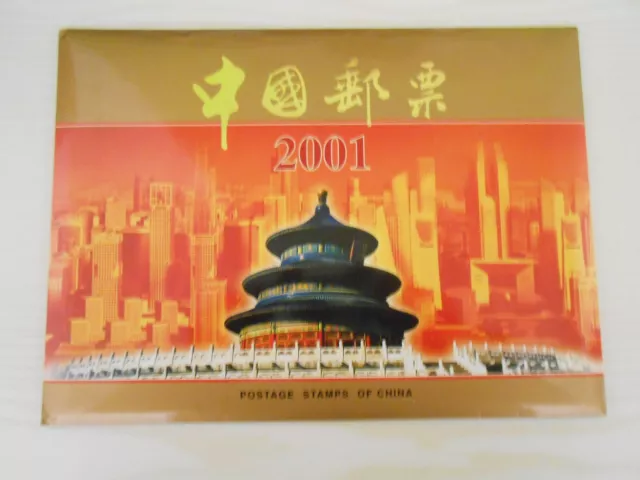 中國郵票
2001
POSTAGE STAMPS OF CHINA